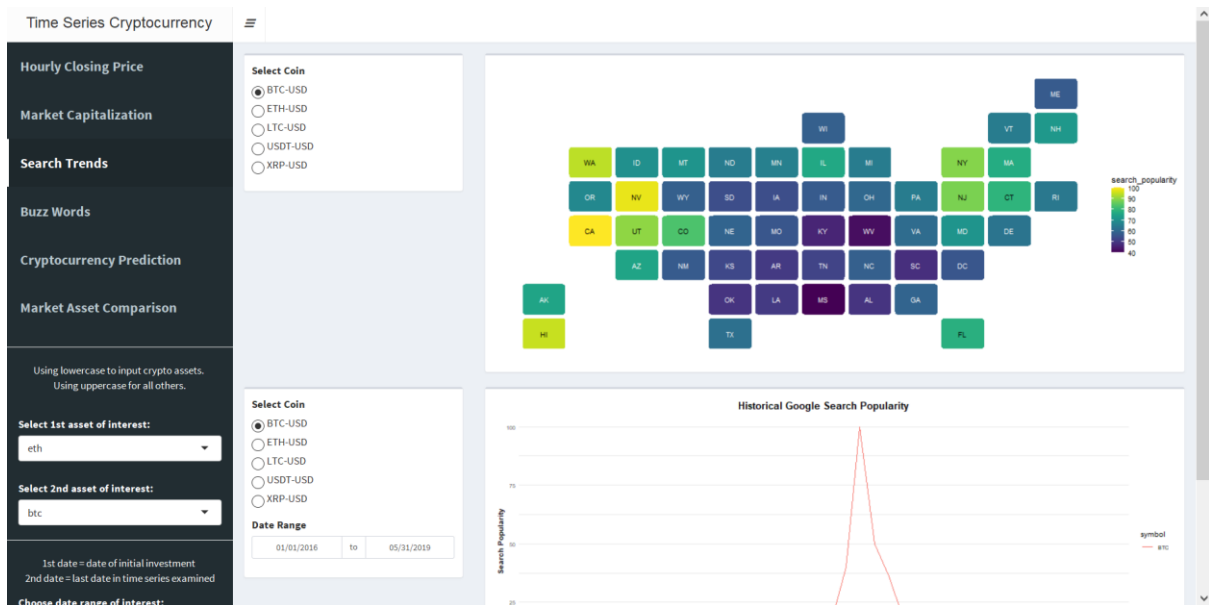 Time Series Cryptocurrency
Hourly Closing Price
Market Capitalization
Search Trends
Buzz Words
Cryptocurrency Prediction
Market Asset Comparison
Using lowercase to input crypto assets.
Using uppercase for all others.
Select 1st asset of interest:
eth
Select 2nd asset of interest:
btc
1st date = date of initial investment
2nd date = last date in time series examined
Choose date range of interest:
Select Coin
BTC-USD
ETH-USD
LTC-USD
USDT-USD
XRP-USD
ME
WI VT NH
WA ID MT ND MN IL MI NY MA
OR NV WY SD IA IN OH PA NJ CT RI
CA UT CO NE MO KY WV VA MD DE
AZ NM KS AR TN NC SC DC
AK OK LA MS AL GA
HI TX FL
search_popularity
100
90
80
70
60
50
40
Select Coin
BTC-USD
ETH-USD
LTC-USD
USDT-USD
XRP-USD
Date Range
01/01/2016 to 05/31/2019
Historical Google Search Popularity
Search Popularity
100
75
50
25
symbol
BTC